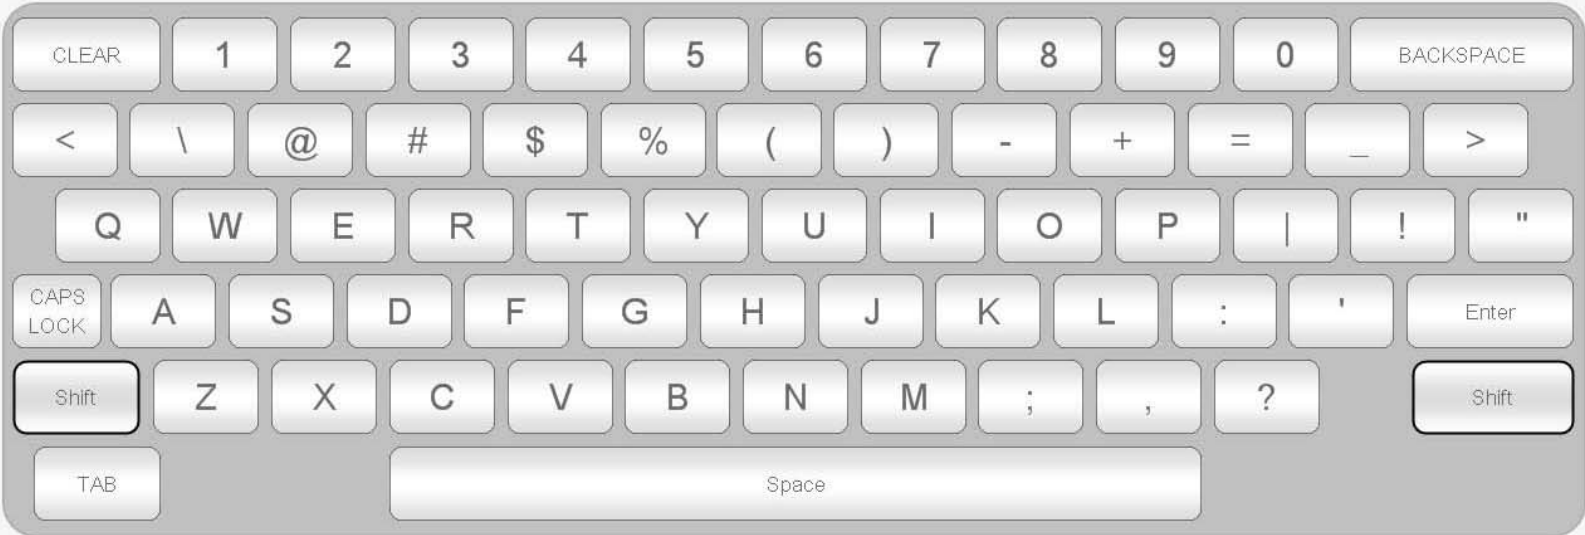 CLEAR 1 2 3 4 5 6 7 8 9 0 BACKSPACE
< \ @ # $ % ( ) - + = _ >
Q W E R T Y U I O P | ! "
CAPS LOCK A S D F G H J K L : ' Enter
Shift Z X C V B N M ; , ? Shift
TAB Space